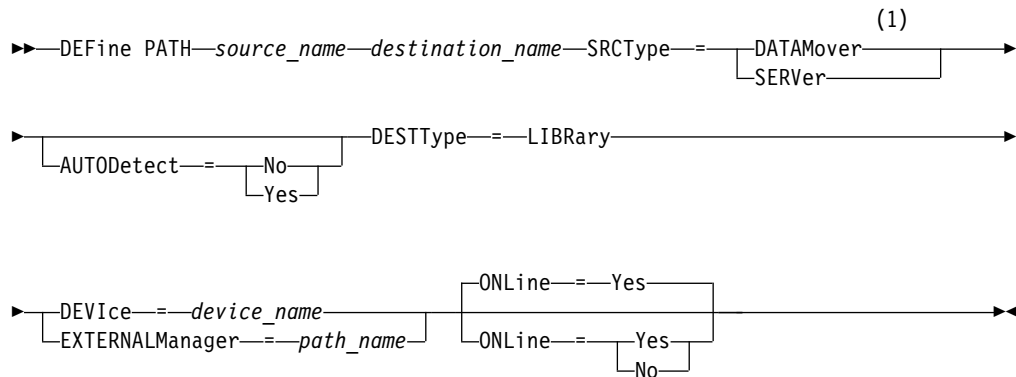 (1)
DEFine PATH source_name destination_name SRCType = DATAMover
SERVer
DESTType = LIBRary
AUTODetect = No
Yes
ONLine = Yes
DEVIce = device_name
EXTERNALManager = path_name ONLine = Yes
No